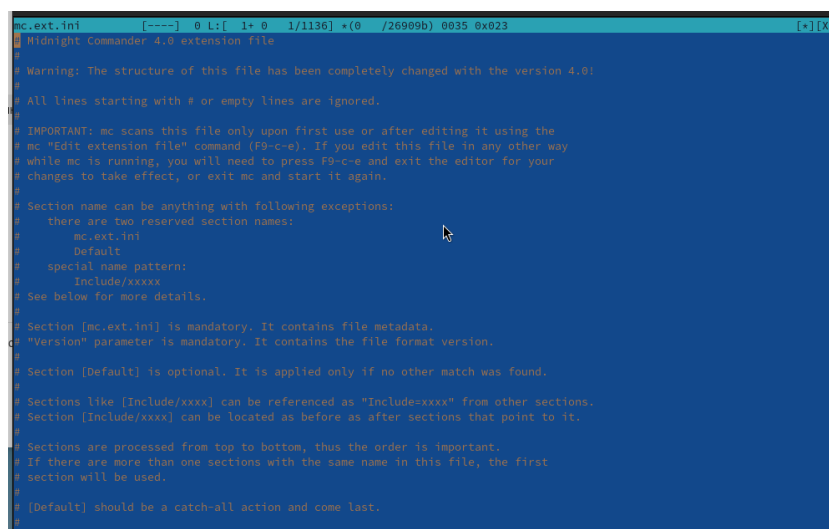 mc.ext.ini [----] 0 L:[ 1+ 0 1/1136] *(0 /26909b) 0035 0x023 [*][X
# Midnight Commander 4.0 extension file
#
# Warning: The structure of this file has been completely changed with the version 4.0!
#
# All lines starting with # or empty lines are ignored.
#
# IMPORTANT: mc scans this file only upon first use or after editing it using the
# mc "Edit extension file" command (F9-c-e). If you edit this file in any other way
# while mc is running, you will need to press F9-c-e and exit the editor for your
# changes to take effect, or exit mc and start it again.
#
# Section name can be anything with following exceptions:
# there are two reserved section names:
# mc.ext.ini
# Default
# special name pattern:
# Include/xxxxx
# See below for more details.
#
# Section [mc.ext.ini] is mandatory. It contains file metadata.
# "Version" parameter is mandatory. It contains the file format version.
#
# Section [Default] is optional. It is applied only if no other match was found.
#
# Sections like [Include/xxxx] can be referenced as "Include=xxxx" from other sections.
# Section [Include/xxxx] can be located as before as after sections that point to it.
#
# Sections are processed from top to bottom, thus the order is important.
# If there are more than one sections with the same name in this file, the first
# section will be used.
#
# [Default] should be a catch-all action and come last.
#